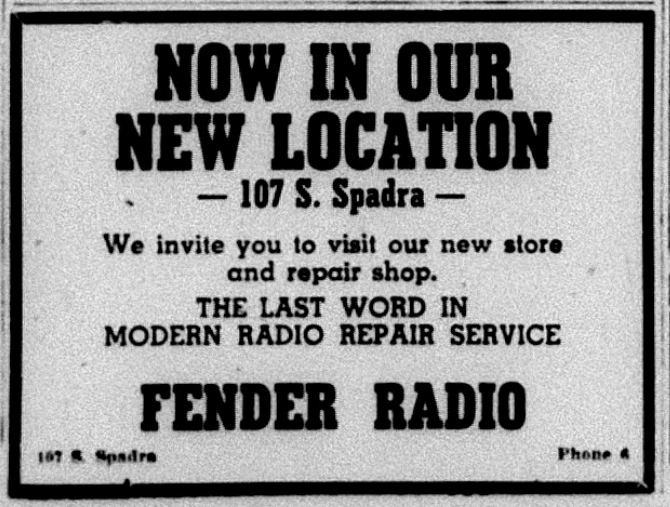 NOW IN OUR
NEW LOCATION
— 107 S. Spadra —
We invite you to visit our new store
and repair shop.
THE LAST WORD IN
MODERN RADIO REPAIR SERVICE
FENDER RADIO
107 S. Spadra
Phone 6